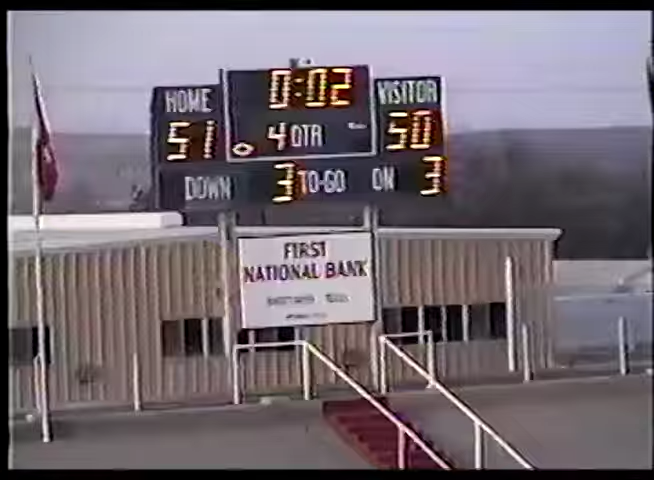 0:02
HOME VISITOR
51 4 QTR 50
DOWN 3 TO-GO ON 3
FIRST
NATIONAL BANK